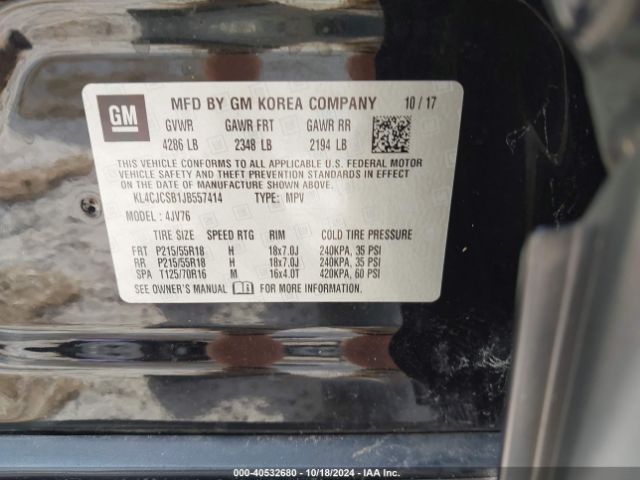 GM
MFD BY GM KOREA COMPANY 10/17
GVWR GAWR FRT GAWR RR
4286 LB 2348 LB 2194 LB
THIS VEHICLE CONFORMS TO ALL APPLICABLE U.S. FEDERAL MOTOR
VEHICLE SAFETY AND THEFT PREVENTION STANDARDS IN EFFECT
ON THE DATE OF MANUFACTURE SHOWN ABOVE.
KL4CJCSB1JB557414 TYPE: MPV
MODEL : 4JV76
TIRE SIZE SPEED RTG RIM COLD TIRE PRESSURE
FRT P215/55R18 H 18x7.0J 240KPA, 35 PSI
RR P215/55R18 H 18x7.0J 240KPA, 35 PSI
SPA T125/70R16 M 16x4.0T 420KPA, 60 PSI
SEE OWNER'S MANUAL i FOR MORE INFORMATION.
000-40532680 - 10/18/2024 - IAA Inc.